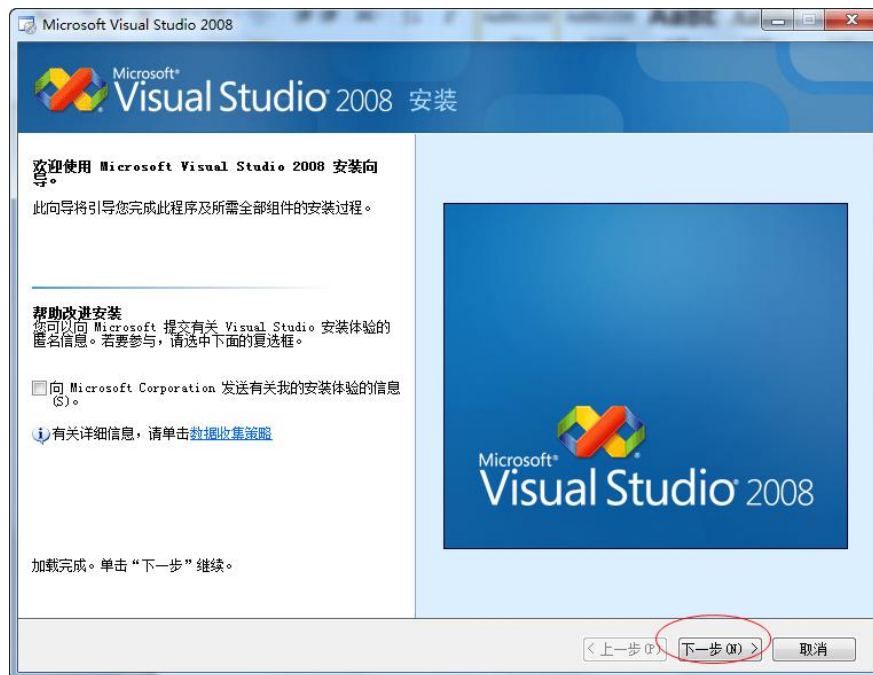 Microsoft Visual Studio 2008
Microsoft®
Visual Studio® 2008 安装
欢迎使用 Microsoft Visual Studio 2008 安装向
导。
此向导将引导您完成此程序及所需全部组件的安装过程。
帮助改进安装
您可以向 Microsoft 提交有关 Visual Studio 安装体验的
匿名信息。若要参与，请选中下面的复选框。
向 Microsoft Corporation 发送有关我的安装体验的信息
(S)。
有关详细信息，请单击数据收集策略
Microsoft®
Visual Studio® 2008
加载完成。单击“下一步”继续。
< 上一步(P)
下一步(N) >
取消